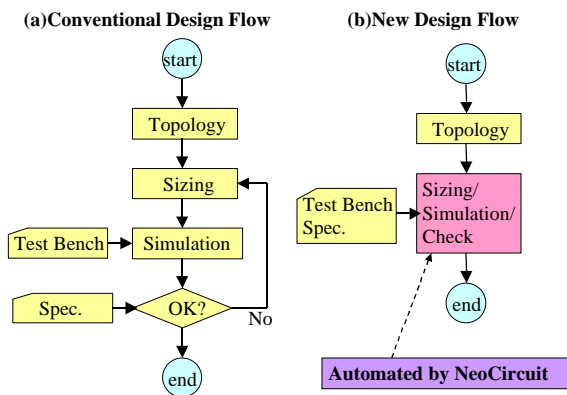 (a)Conventional Design Flow
start
Topology
Sizing
Test Bench
Simulation
Spec.
OK?
No
end
(b)New Design Flow
start
Topology
Test Bench
Spec.
Sizing/
Simulation/
Check
end
Automated by NeoCircuit